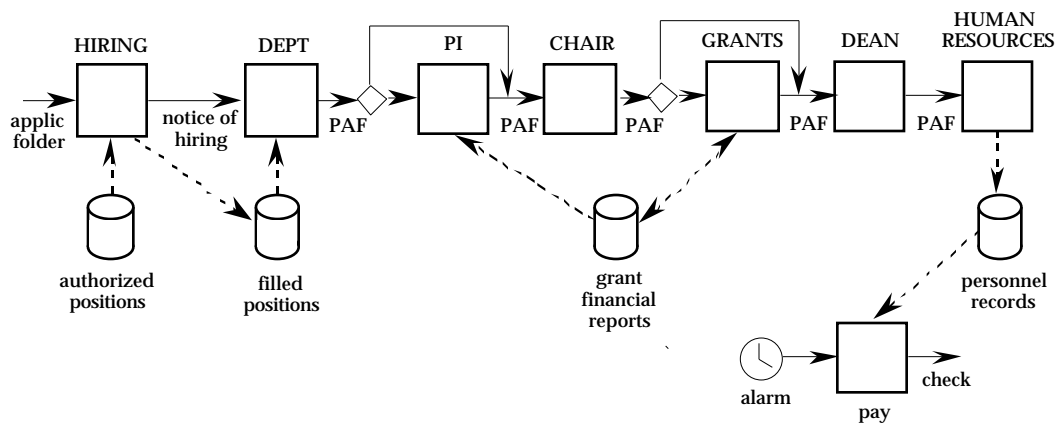 HIRING
DEPT
PI
CHAIR
GRANTS
DEAN
HUMAN
RESOURCES
applic
folder
notice of
hiring
PAF
PAF
PAF
PAF
PAF
authorized
positions
filled
positions
grant
financial
reports
personnel
records
alarm
pay
check